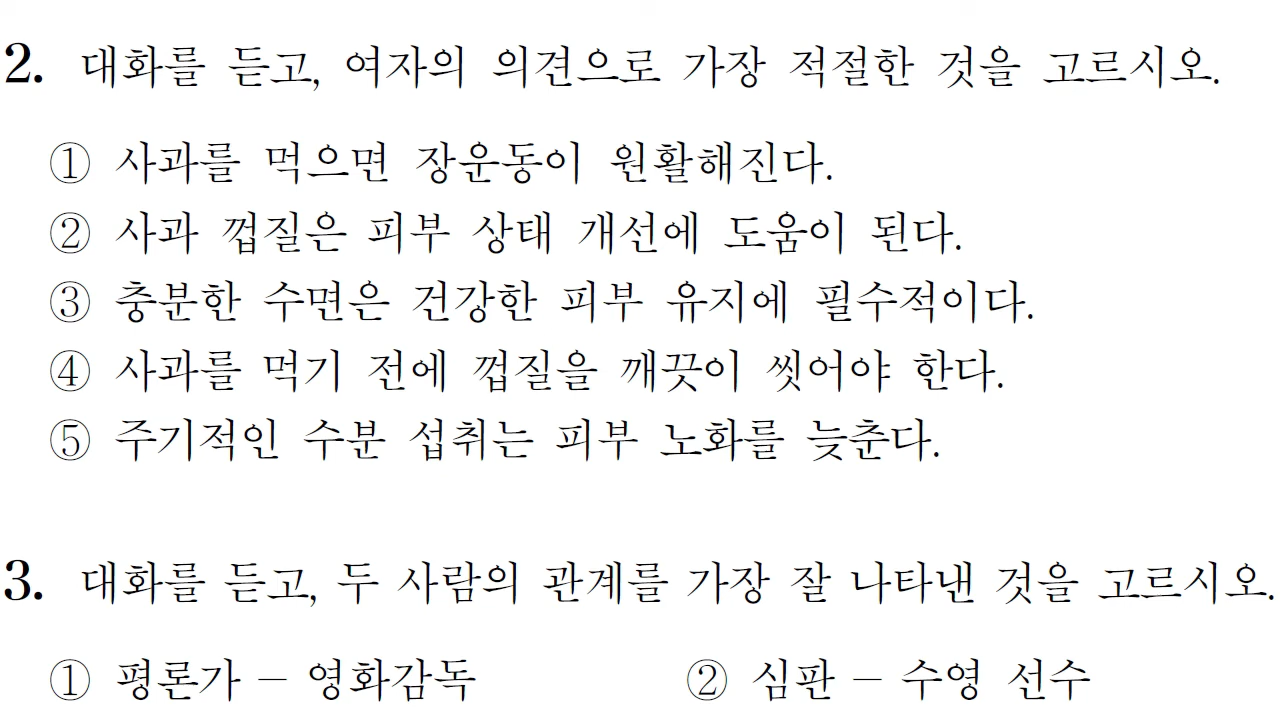 2. 대화를 듣고, 여자의 의견으로 가장 적절한 것을 고르시오.
① 사과를 먹으면 장운동이 원활해진다.
② 사과 껍질은 피부 상태 개선에 도움이 된다.
③ 충분한 수면은 건강한 피부 유지에 필수적이다.
④ 사과를 먹기 전에 껍질을 깨끗이 씻어야 한다.
⑤ 주기적인 수분 섭취는 피부 노화를 늦춘다.
3. 대화를 듣고, 두 사람의 관계를 가장 잘 나타낸 것을 고르시오.
① 평론가 – 영화감독 ② 심판 – 수영 선수